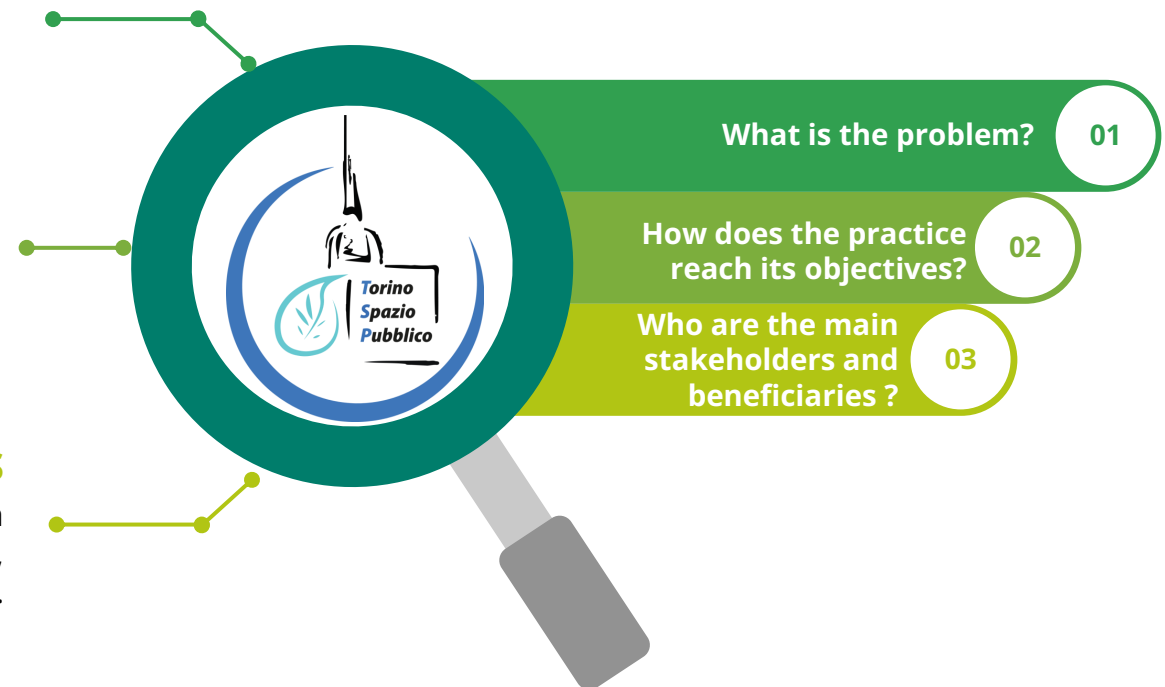 What is the problem?
01
How does the practice
reach its objectives?
02
Who are the main
stakeholders and
beneficiaries ?
03
Torino
Spazio
Pubblico